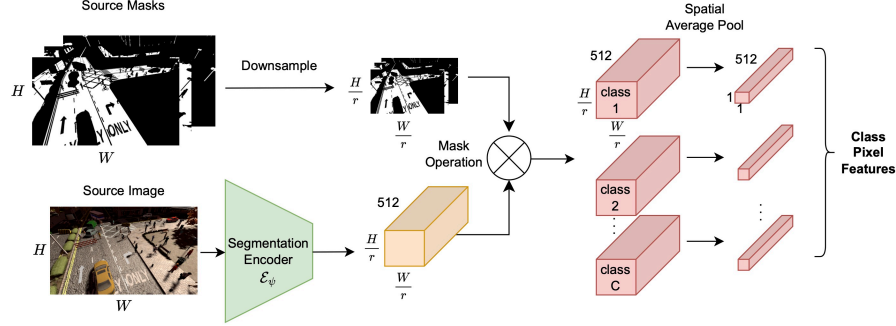 Source Masks
H
W
Y ONLY
Downsample
H
r
W
r
Source Image
H
W
ONLY
Segmentation
Encoder
ℰψ
512
H
r
W
r
Mask
Operation
Spatial
Average Pool
512
H
r
W
r
class
1
512
1
1
class
2
class
C
Class
Pixel
Features